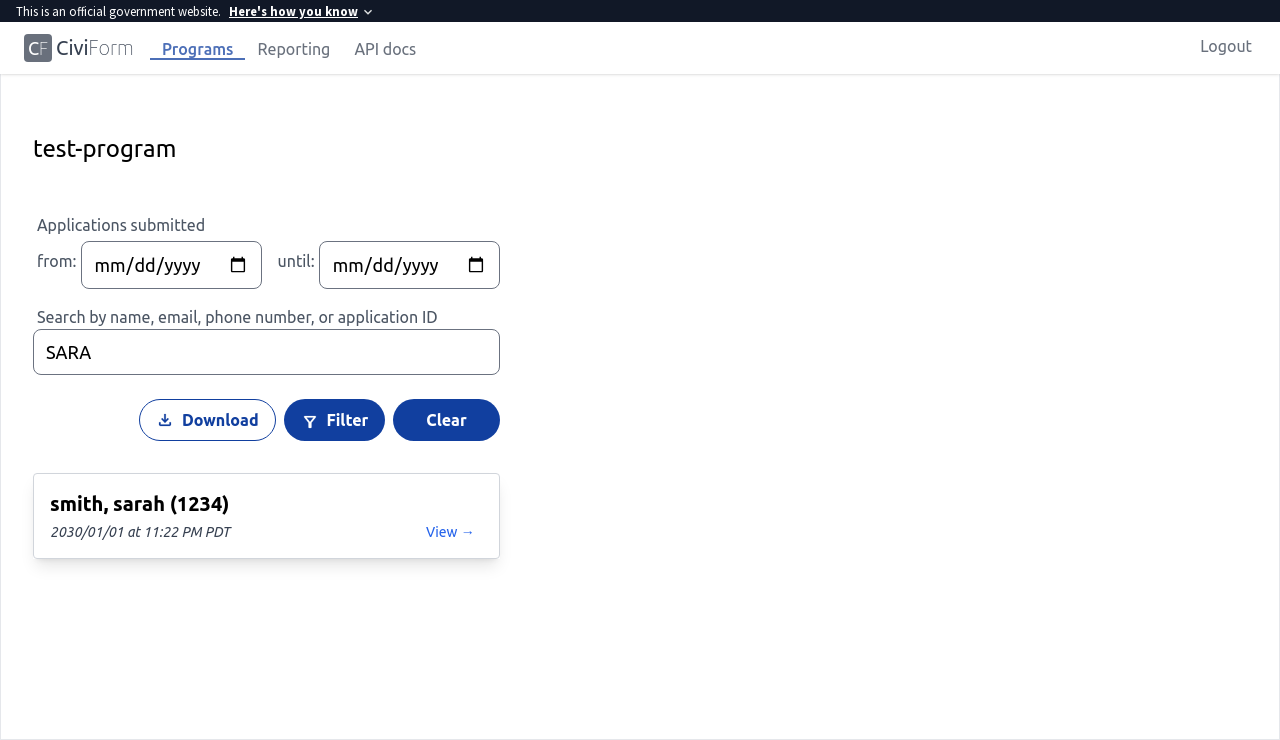 This is an official government website. Here's how you know
CF CiviForm Programs Reporting API docs Logout
test-program
Applications submitted
from: mm/dd/yyyy until: mm/dd/yyyy
Search by name, email, phone number, or application ID
SARA
Download Filter Clear
smith, sarah (1234)
2030/01/01 at 11:22 PM PDT View →